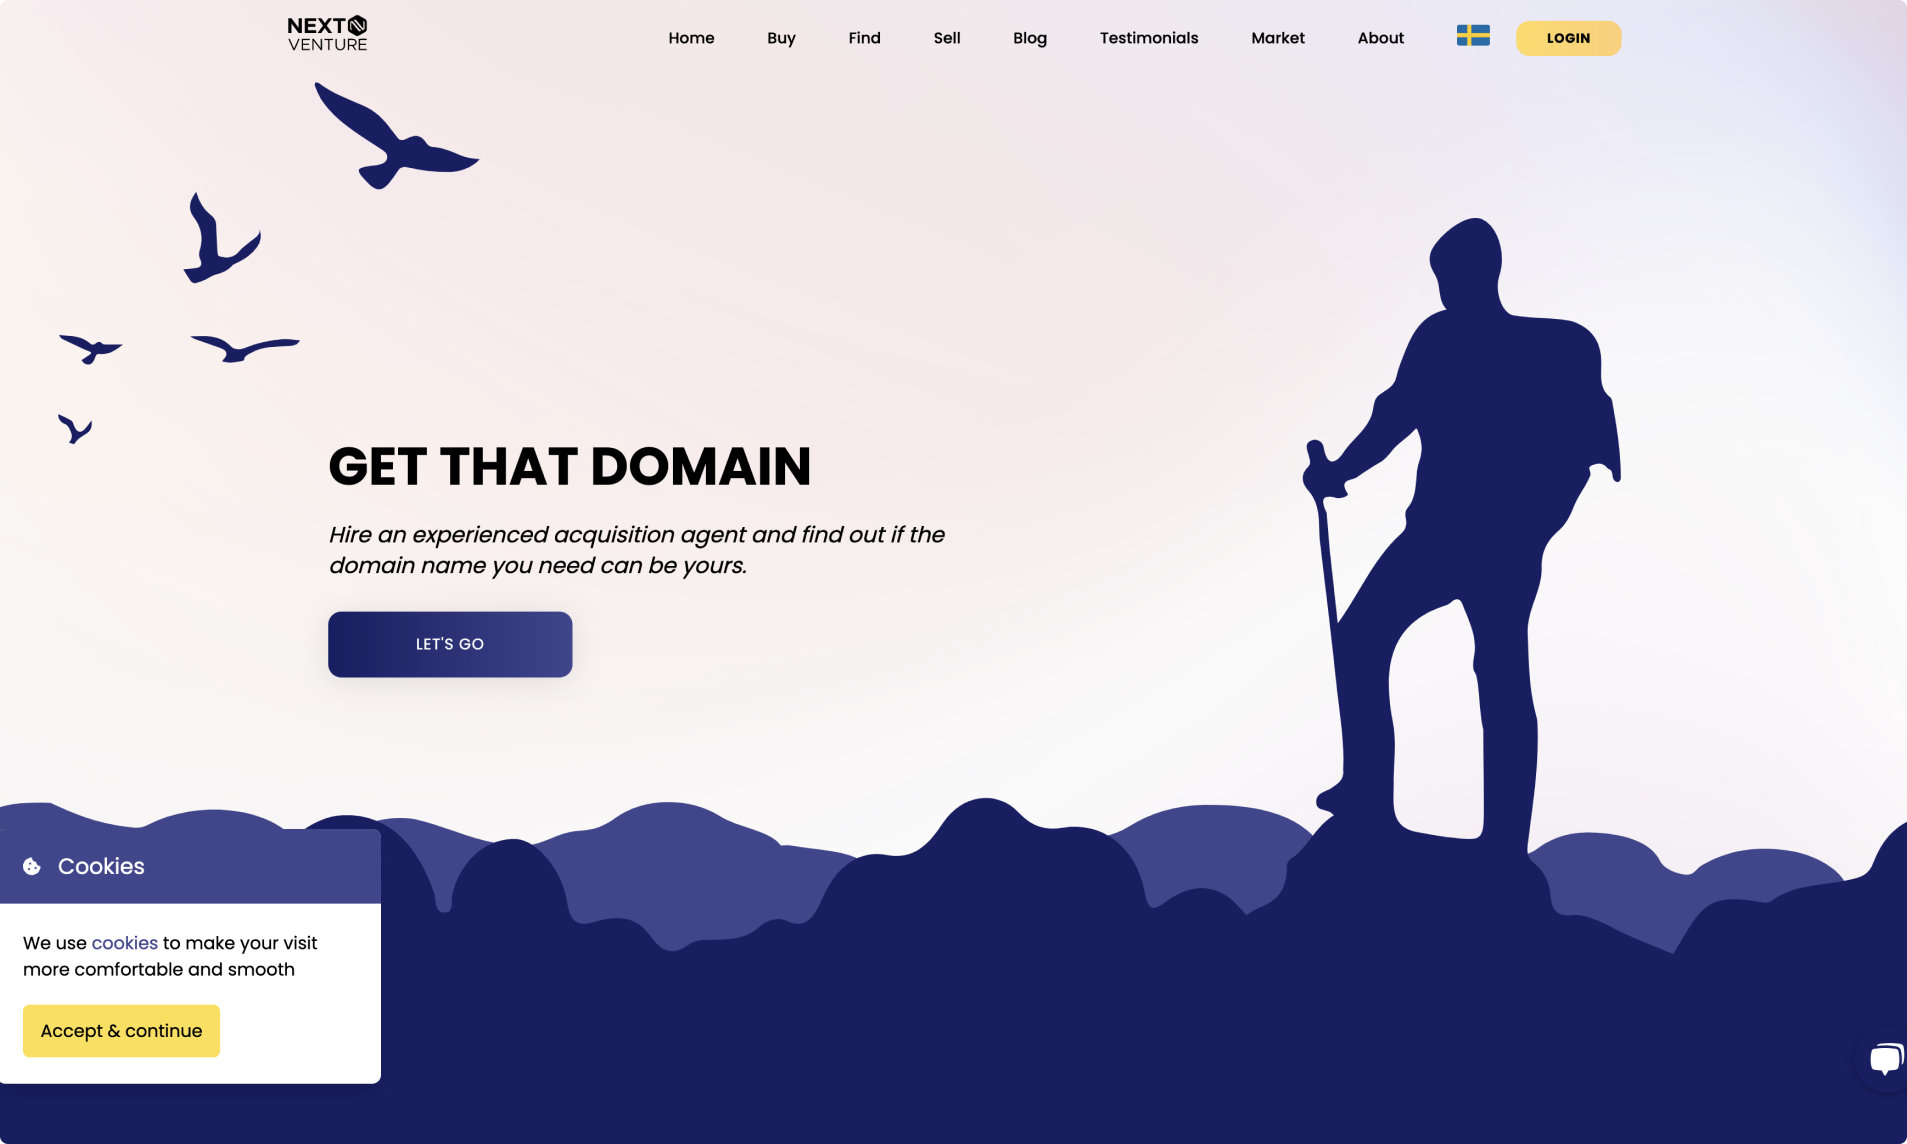 NEXT
VENTURE
Home
Buy
Find
Sell
Blog
Testimonials
Market
About
LOGIN
GET THAT DOMAIN
Hire an experienced acquisition agent and find out if the
domain name you need can be yours.
LET'S GO
Cookies
We use cookies to make your visit
more comfortable and smooth
Accept & continue